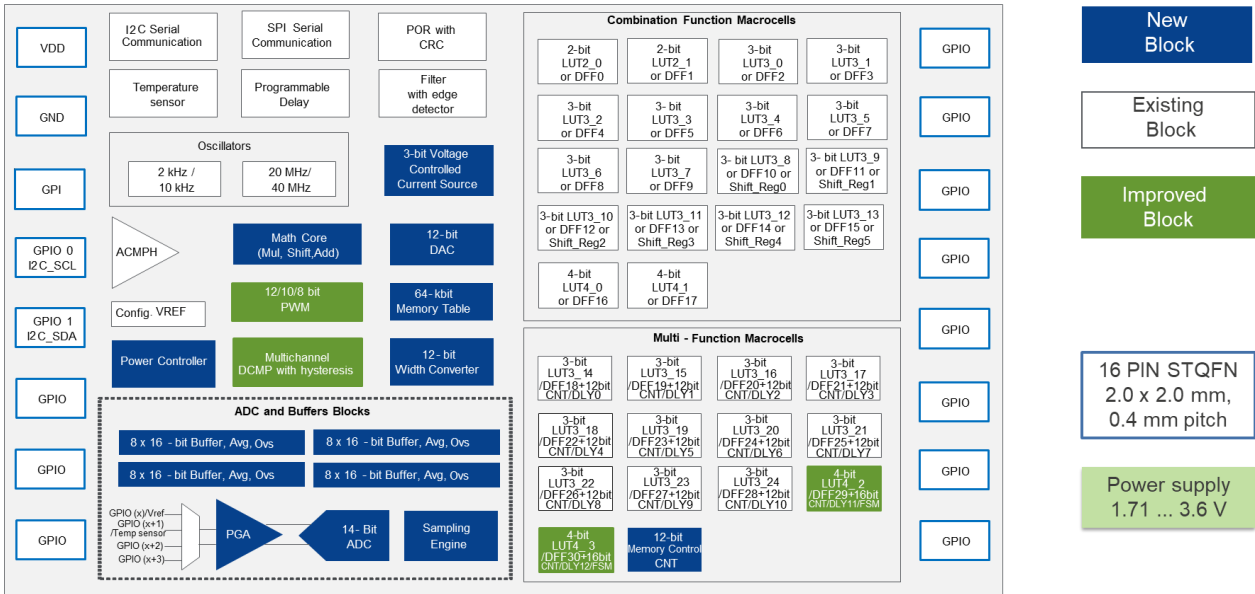 VDD
GND
GPI
GPIO 0
I2C_SCL
GPIO 1
I2C_SDA
GPIO
GPIO
GPIO
I2C Serial
Communication
SPI Serial
Communication
POR with
CRC
Temperature
sensor
Programmable
Delay
Filter
with edge
detector
Oscillators
2 kHz /
10 kHz
20 MHz/
40 MHz
3-bit Voltage
Controlled
Current Source
ACMPH
Math Core
(Mul, Shift,Add)
12-bit
DAC
Config. VREF
12/10/8 bit
PWM
64-kbit
Memory Table
Power Controller
Multichannel
DCMP with hysteresis
12-bit
Width Converter
ADC and Buffers Blocks
8 x 16 - bit Buffer, Avg, Ovs
8 x 16 - bit Buffer, Avg, Ovs
8 x 16 - bit Buffer, Avg, Ovs
8 x 16 - bit Buffer, Avg, Ovs
GPIO (x)/Vref
GPIO (x+1)
/Temp sensor
GPIO (x+2)
GPIO (x+3)
PGA
14- Bit
ADC
Sampling
Engine
Combination Function Macrocells
2-bit
LUT2_0
or DFF0
2-bit
LUT2_1
or DFF1
3-bit
LUT3_0
or DFF2
3-bit
LUT3_1
or DFF3
3-bit
LUT3_2
or DFF4
3- bit
LUT3_3
or DFF5
3-bit
LUT3_4
or DFF6
3-bit
LUT3_5
or DFF7
3-bit
LUT3_6
or DFF8
3-bit
LUT3_7
or DFF9
3- bit LUT3_8
or DFF10 or
Shift_Reg0
3- bit LUT3_9
or DFF11 or
Shift_Reg1
3-bit LUT3_10
or DFF12 or
Shift_Reg2
3-bit LUT3_11
or DFF13 or
Shift_Reg3
3-bit LUT3_12
or DFF14 or
Shift_Reg4
3-bit LUT3_13
or DFF15 or
Shift_Reg5
4-bit
LUT4_0
or DFF16
4-bit
LUT4_1
or DFF17
Multi - Function Macrocells
3-bit
LUT3_14
/DFF18+12bit
CNT/DLY0
3-bit
LUT3_15
/DFF19+12bit
CNT/DLY1
3-bit
LUT3_16
/DFF20+12bit
CNT/DLY2
3-bit
LUT3_17
/DFF21+12bit
CNT/DLY3
3-bit
LUT3_18
/DFF22+12bit
CNT/DLY4
3-bit
LUT3_19
/DFF23+12bit
CNT/DLY5
3-bit
LUT3_20
/DFF24+12bit
CNT/DLY6
3-bit
LUT3_21
/DFF25+12bit
CNT/DLY7
3-bit
LUT3_22
/DFF26+12bit
CNT/DLY8
3-bit
LUT3_23
/DFF27+12bit
CNT/DLY9
3-bit
LUT3_24
/DFF28+12bit
CNT/DLY10
4-bit
LUT4_ 2
/DFF29+16bit
CNT/DLY11/FSM
4-bit
LUT4_ 3
/DFF30+16bit
CNT/DLY12/FSM
12-bit
Memory Control
CNT
GPIO
GPIO
GPIO
GPIO
GPIO
GPIO
GPIO
GPIO
New
Block
Existing
Block
Improved
Block
16 PIN STQFN
2.0 x 2.0 mm,
0.4 mm pitch
Power supply
1.71 ... 3.6 V